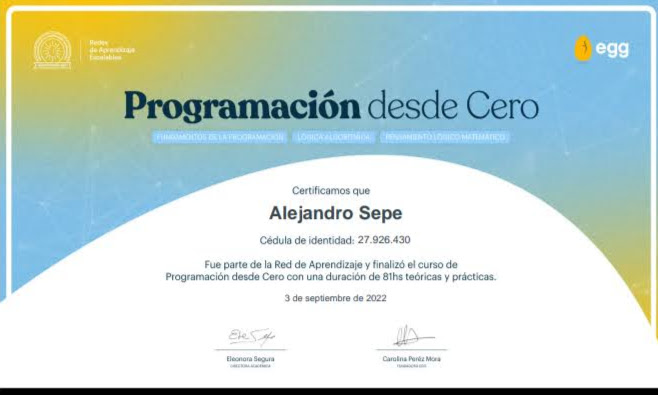 Redes
de Aprendizaje
Escalables
egg
Programación desde Cero
FUNDAMENTOS DE LA PROGRAMACIÓN LÓGICA ALGORÍTMICA PENSAMIENTO LÓGICO MATEMÁTICO
Certificamos que
Alejandro Sepe
Cédula de identidad: 27.926.430
Fue parte de la Red de Aprendizaje y finalizó el curso de
Programación desde Cero con una duración de 81hs teóricas y prácticas.
3 de septiembre de 2022
Eleonora Segura Carolina Peréz Mora
DIRECTORA ACADÉMICA